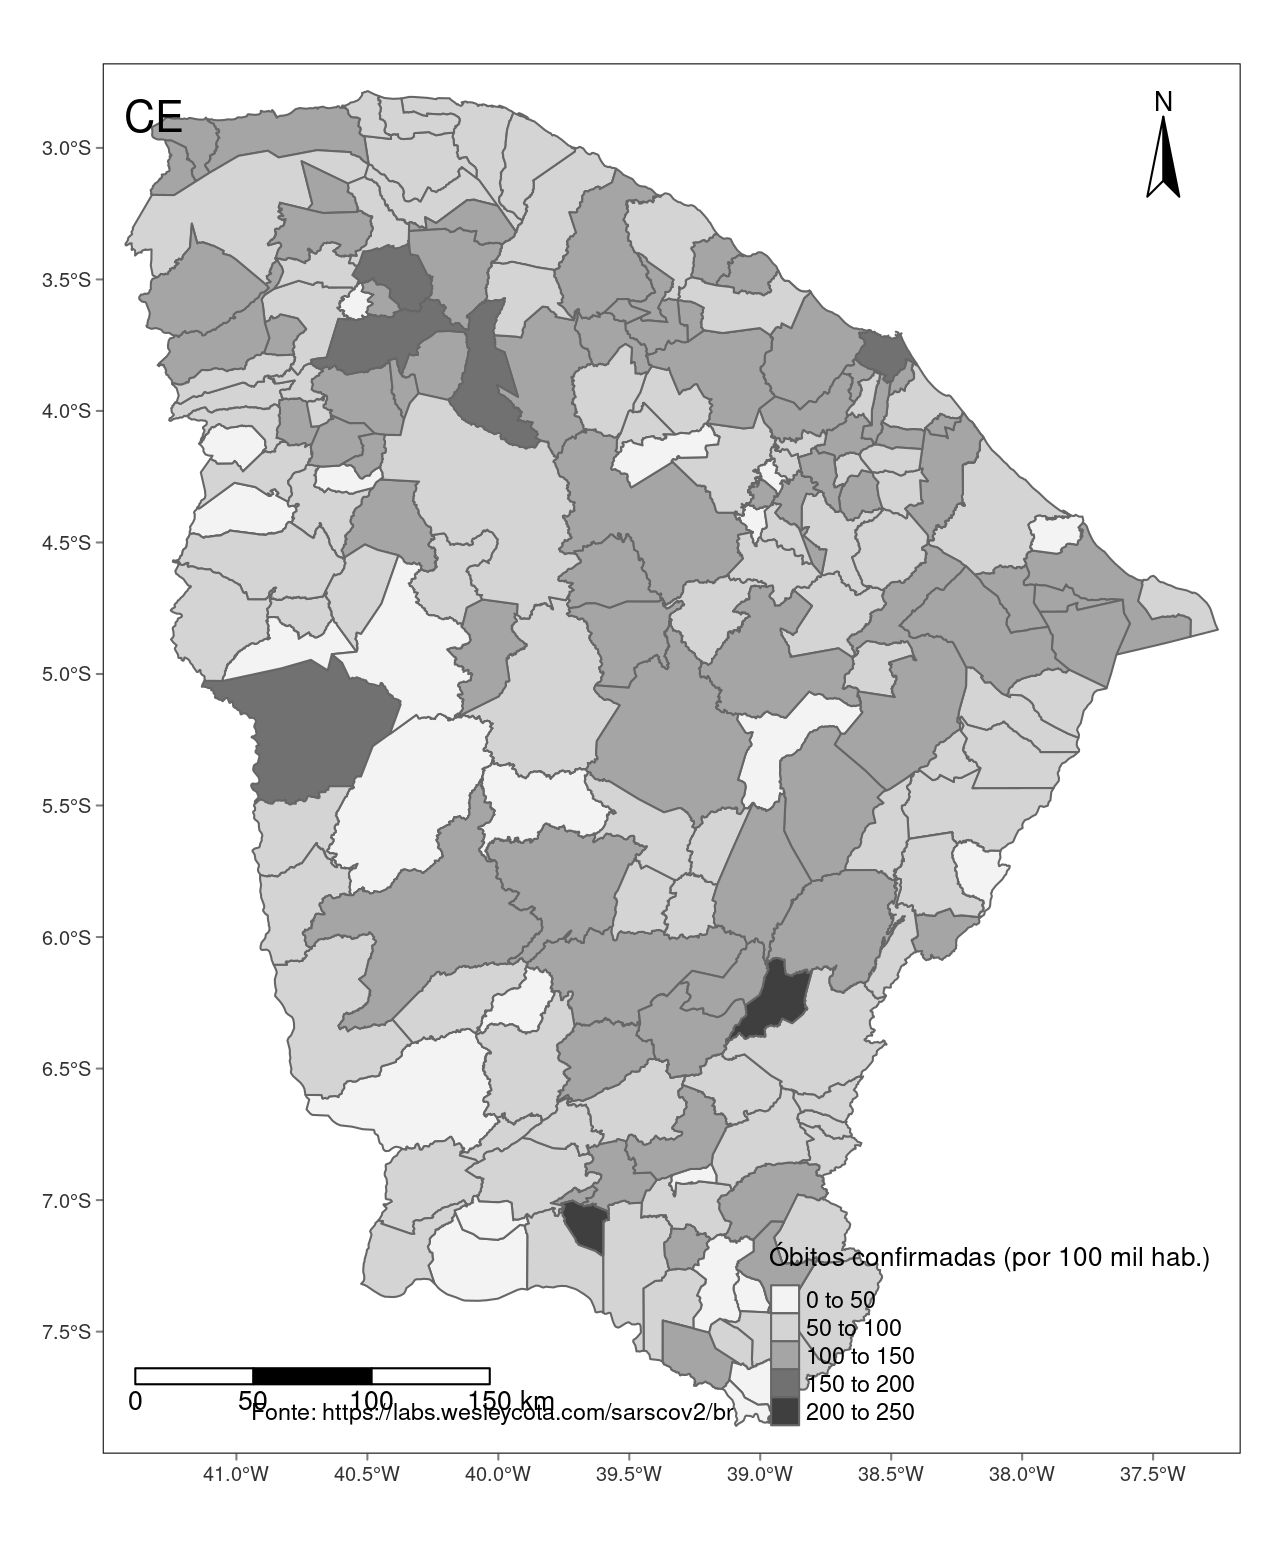 CE
N
3.0°S
3.5°S
4.0°S
4.5°S
5.0°S
5.5°S
6.0°S
6.5°S
7.0°S
7.5°S
Óbitos confirmadas (por 100 mil hab.)
0 to 50
50 to 100
100 to 150
150 to 200
200 to 250
0 50 100 150 km
Fonte: https://labs.wesleycota.com/sarscov2/br
41.0°W 40.5°W 40.0°W 39.5°W 39.0°W 38.5°W 38.0°W 37.5°W